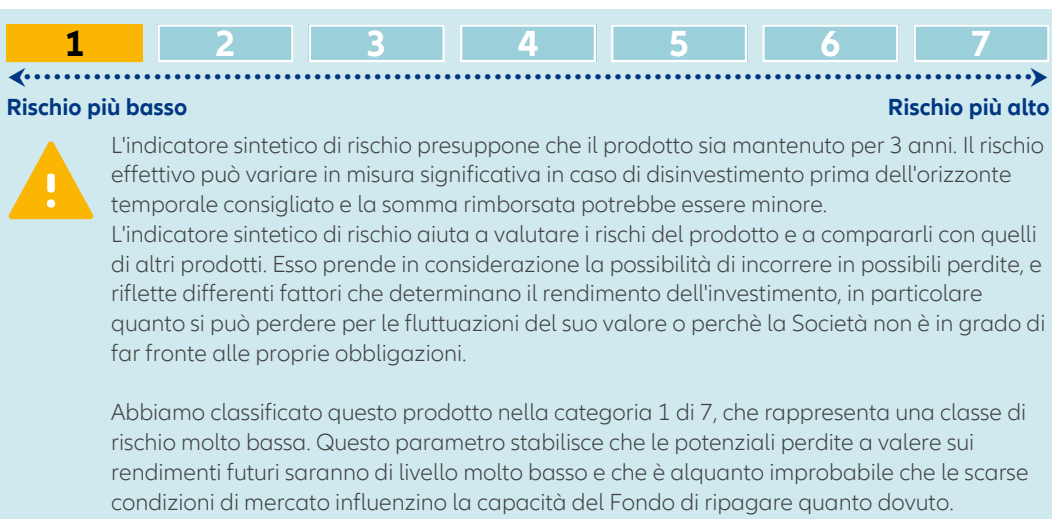 1 2 3 4 5 6 7
Rischio più basso Rischio più alto
L'indicatore sintetico di rischio presuppone che il prodotto sia mantenuto per 3 anni. Il rischio
effettivo può variare in misura significativa in caso di disinvestimento prima dell'orizzonte
temporale consigliato e la somma rimborsata potrebbe essere minore.
L'indicatore sintetico di rischio aiuta a valutare i rischi del prodotto e a compararli con quelli
di altri prodotti. Esso prende in considerazione la possibilità di incorrere in possibili perdite, e
riflette differenti fattori che determinano il rendimento dell'investimento, in particolare
quanto si può perdere per le fluttuazioni del suo valore o perchè la Società non è in grado di
far fronte alle proprie obbligazioni.
Abbiamo classificato questo prodotto nella categoria 1 di 7, che rappresenta una classe di
rischio molto bassa. Questo parametro stabilisce che le potenziali perdite a valere sui
rendimenti futuri saranno di livello molto basso e che è alquanto improbabile che le scarse
condizioni di mercato influenzino la capacità del Fondo di ripagare quanto dovuto.